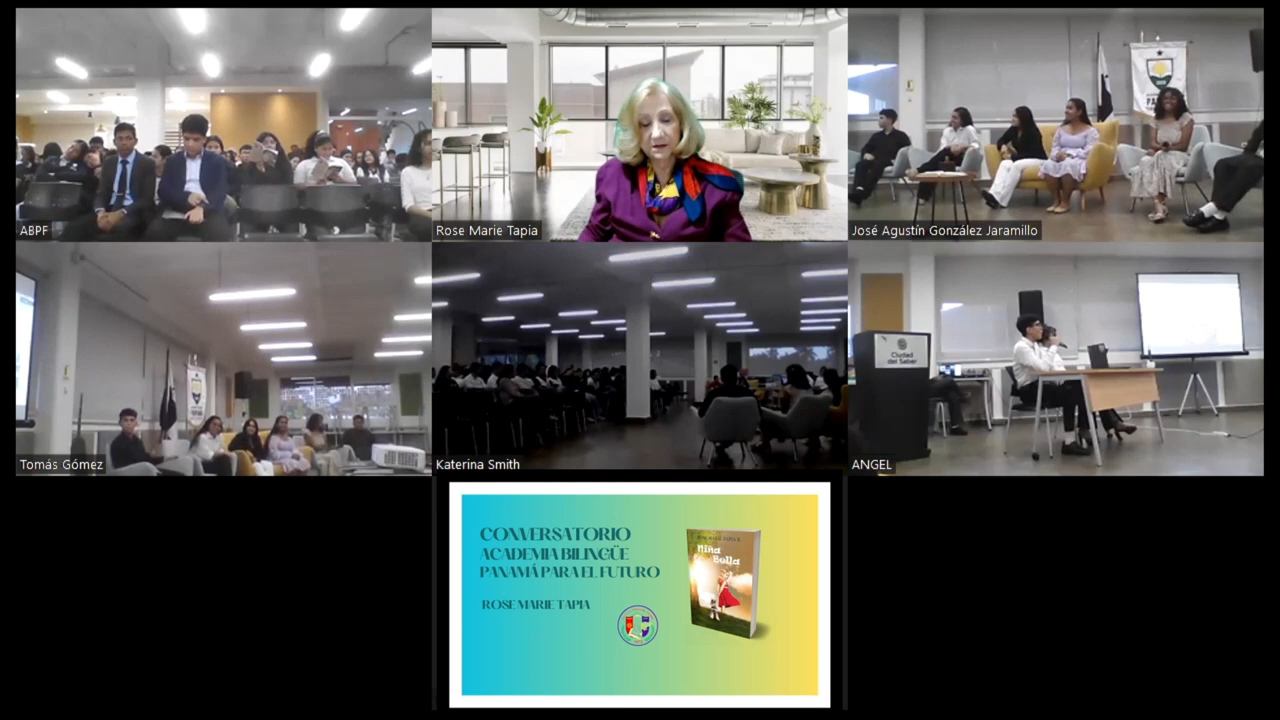 ABPF
Rose Marie Tapia
José Agustín González Jaramillo
Tomás Gómez
Katerina Smith
Ciudad
del Saber
ANGEL
CONVERSATORIO
ACADEMIA BILINGÜE
PANAMÁ PARA EL FUTURO
ROSE MARIE TAPIA
Niña
Bella